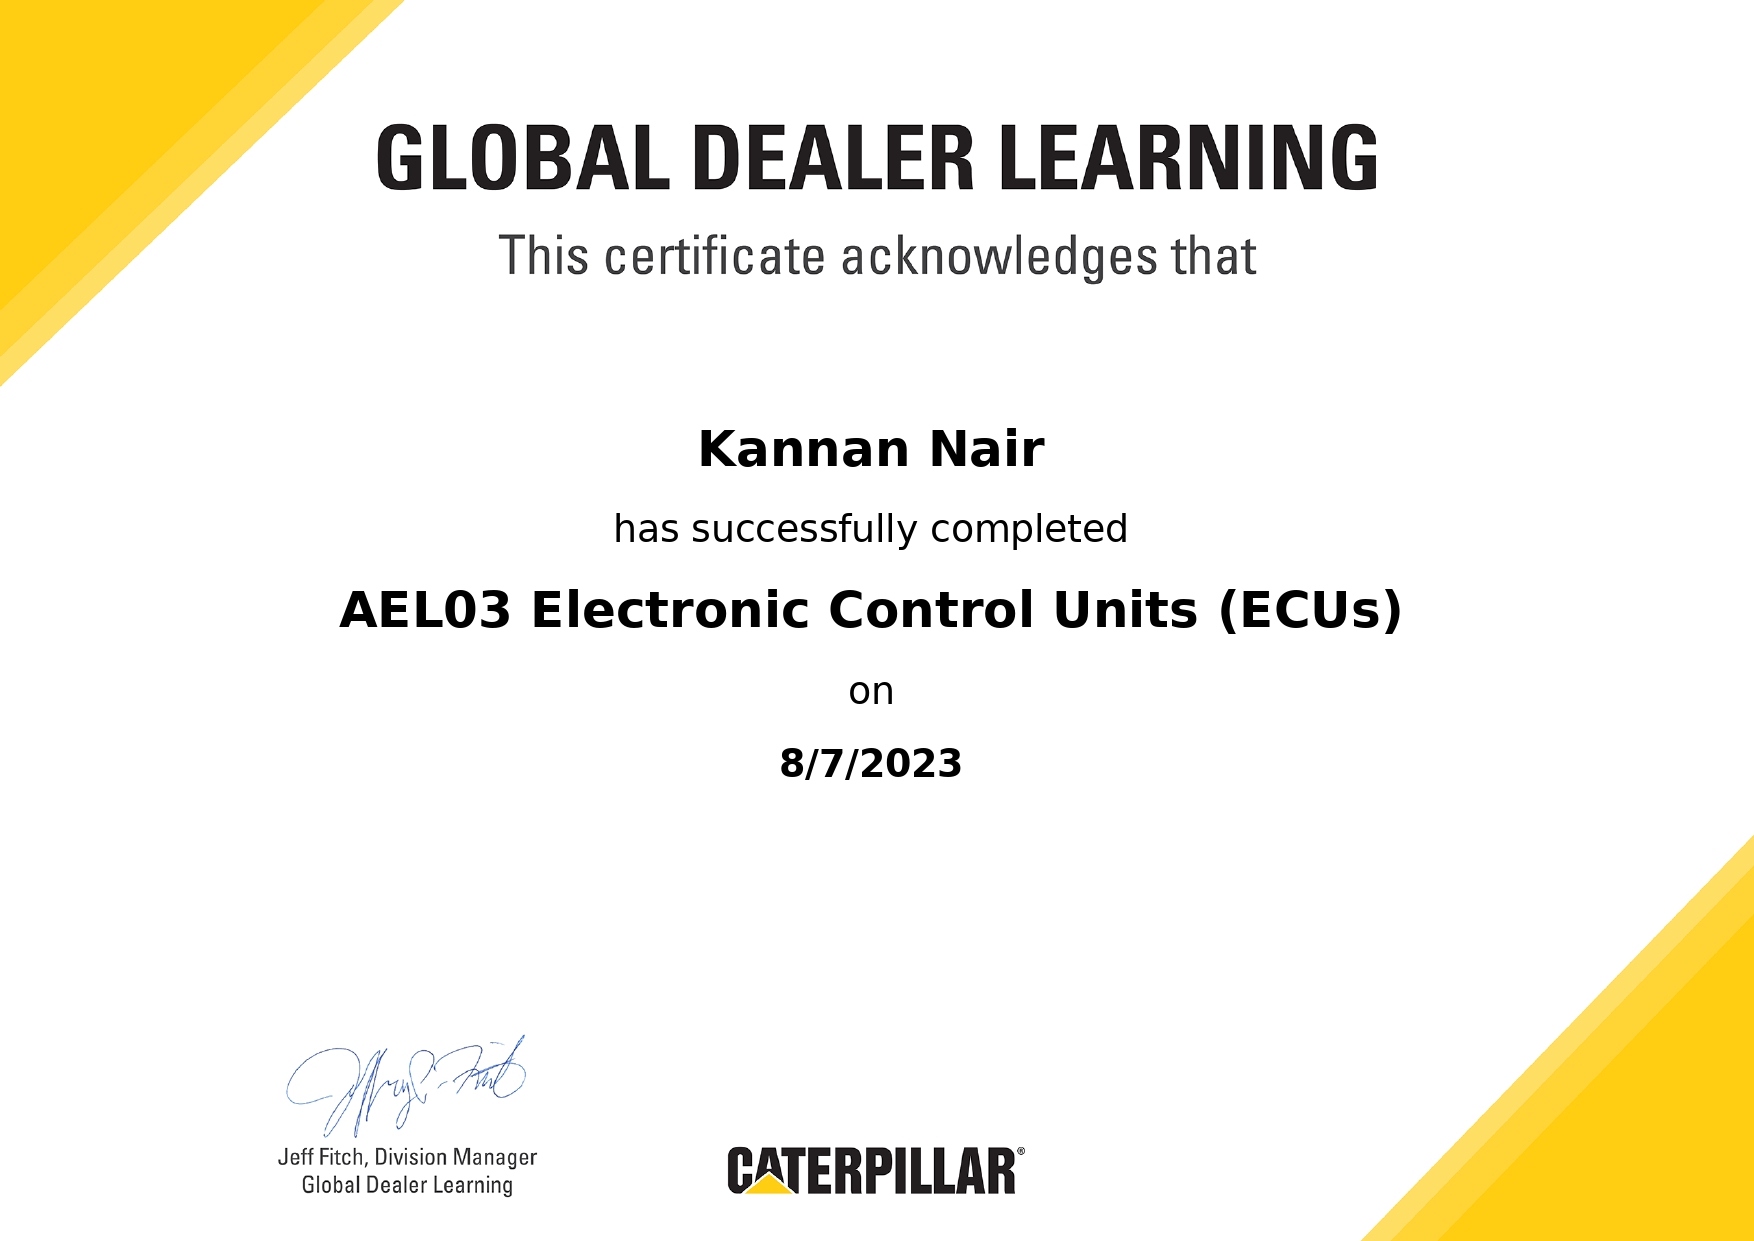 GLOBAL DEALER LEARNING
This certificate acknowledges that
Kannan Nair
has successfully completed
AEL03 Electronic Control Units (ECUs)
on
8/7/2023
Jeff Fitch, Division Manager
Global Dealer Learning
CATERPILLAR®